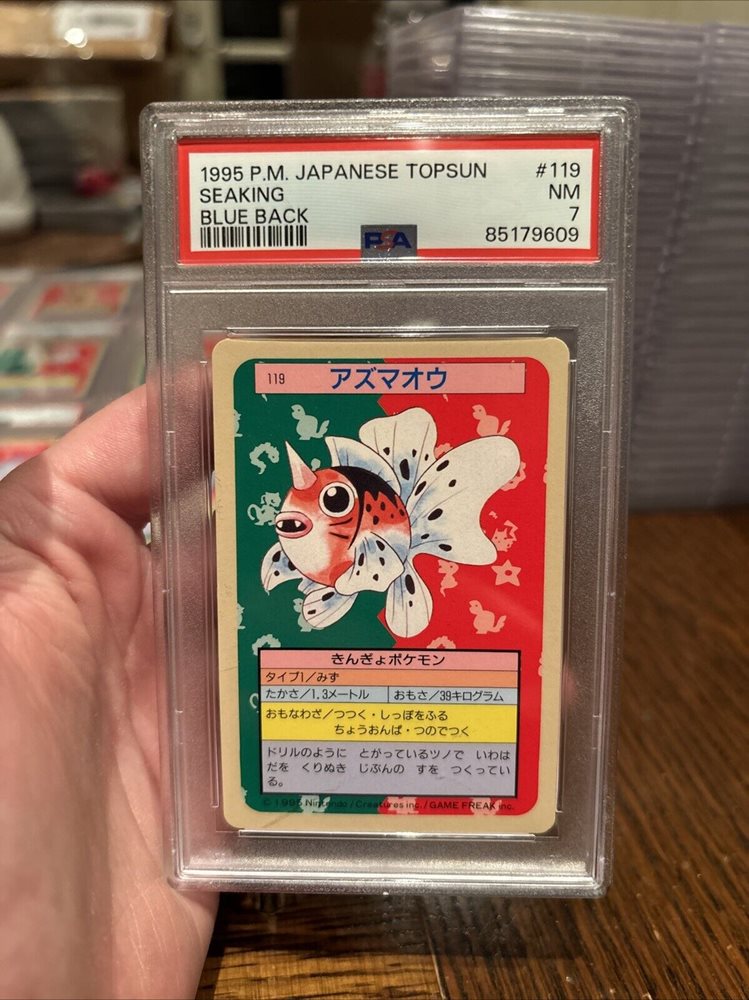 1995 P.M. JAPANESE TOPSUN #119
SEAKING NM
BLUE BACK 7
PSA 85179609
119 アズマオウ
きんぎょポケモン
タイプ1/みず
たかさ/1.3メートル おもさ/39キログラム
おもなわざ/つつく・しっぽをふる
ちょうおんぱ・つのでつく
ドリルのように とがっているツノで いわは
だを くりぬき じぶんの すを つくってい
る。
© 1995 Nintendo / Creatures inc. / GAME FREAK inc.